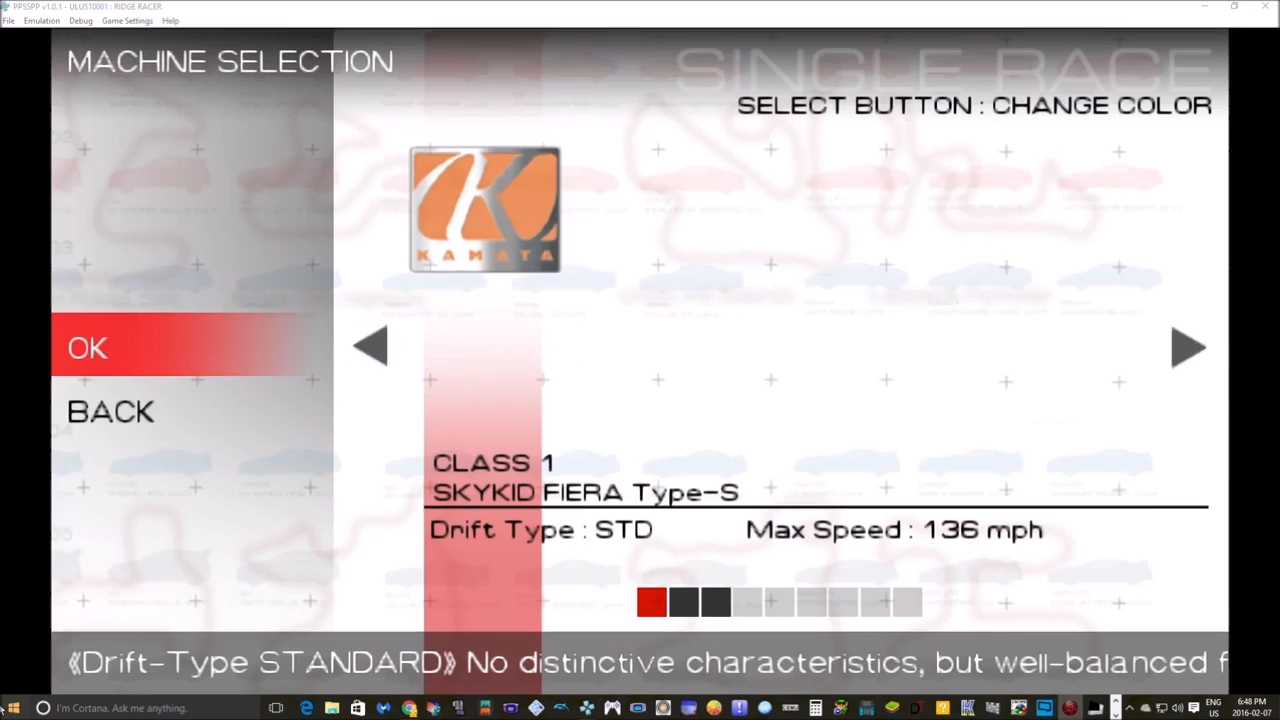 PPSSPP v1.0.1 - ULUS10001 : RIDGE RACER
File Emulation Debug Game Settings Help
MACHINE SELECTION
SINGLE RACE
SELECT BUTTON : CHANGE COLOR
KAMATA
OK
BACK
CLASS 1
SKYKID FIERA Type-S
Drift Type : STD Max Speed : 136 mph
《Drift-Type STANDARD》 No distinctive characteristics, but well-balanced f
I'm Cortana. Ask me anything.
ENG 6:48 PM
US 2016-02-07